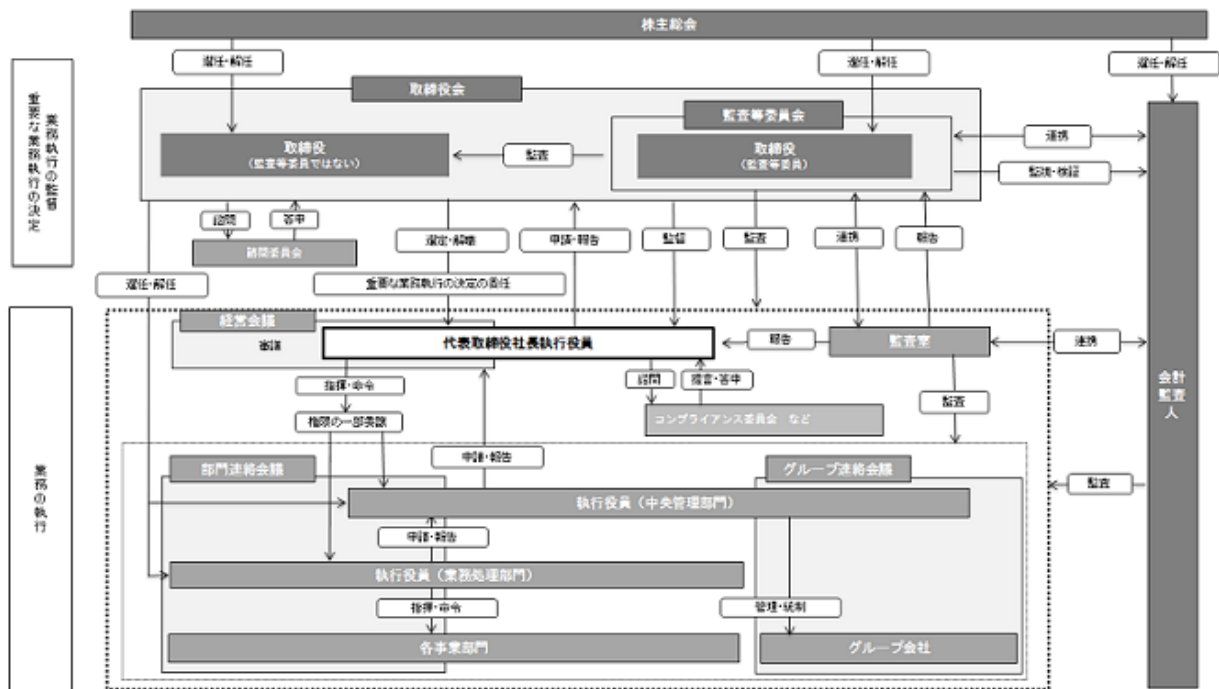 株主総会
選任・解任
選任・解任
選任・解任
業務執行の監督
重要な業務執行の決定
取締役会
監査等委員会
取締役
（監査等委員ではない）
監査
取締役
（監査等委員）
連携
監視・検証
諮問
答申
諮問委員会
選定・解職
申請・報告
監督
監査
連携
報告
選任・解任
重要な業務執行の決定の委任
業務の執行
経営会議
審議
代表取締役社長執行役員
報告
監査室
連携
会計
監査
人
指揮・命令
諮問
提言・答申
監査
権限の一部委譲
コンプライアンス委員会 など
申請・報告
部門連絡会議
グループ連絡会議
監査
執行役員（中央管理部門）
申請・報告
執行役員（業務処理部門）
指揮・命令
管理・統制
各事業部門
グループ会社